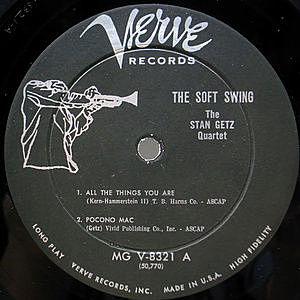 Verve
RECORDS
THE SOFT SWING
The
STAN GETZ
Quartet
1. ALL THE THINGS YOU ARE
(Kern-Hammerstein II) T. B. Harms Co. - ASCAP
2. POCONO MAC
(Getz) Vivid Publishing Co., Inc. - ASCAP
MG V-8321 A
(50,770)
LONG PLAY VERVE RECORDS, INC. MADE IN U.S.A. HIGH FIDELITY